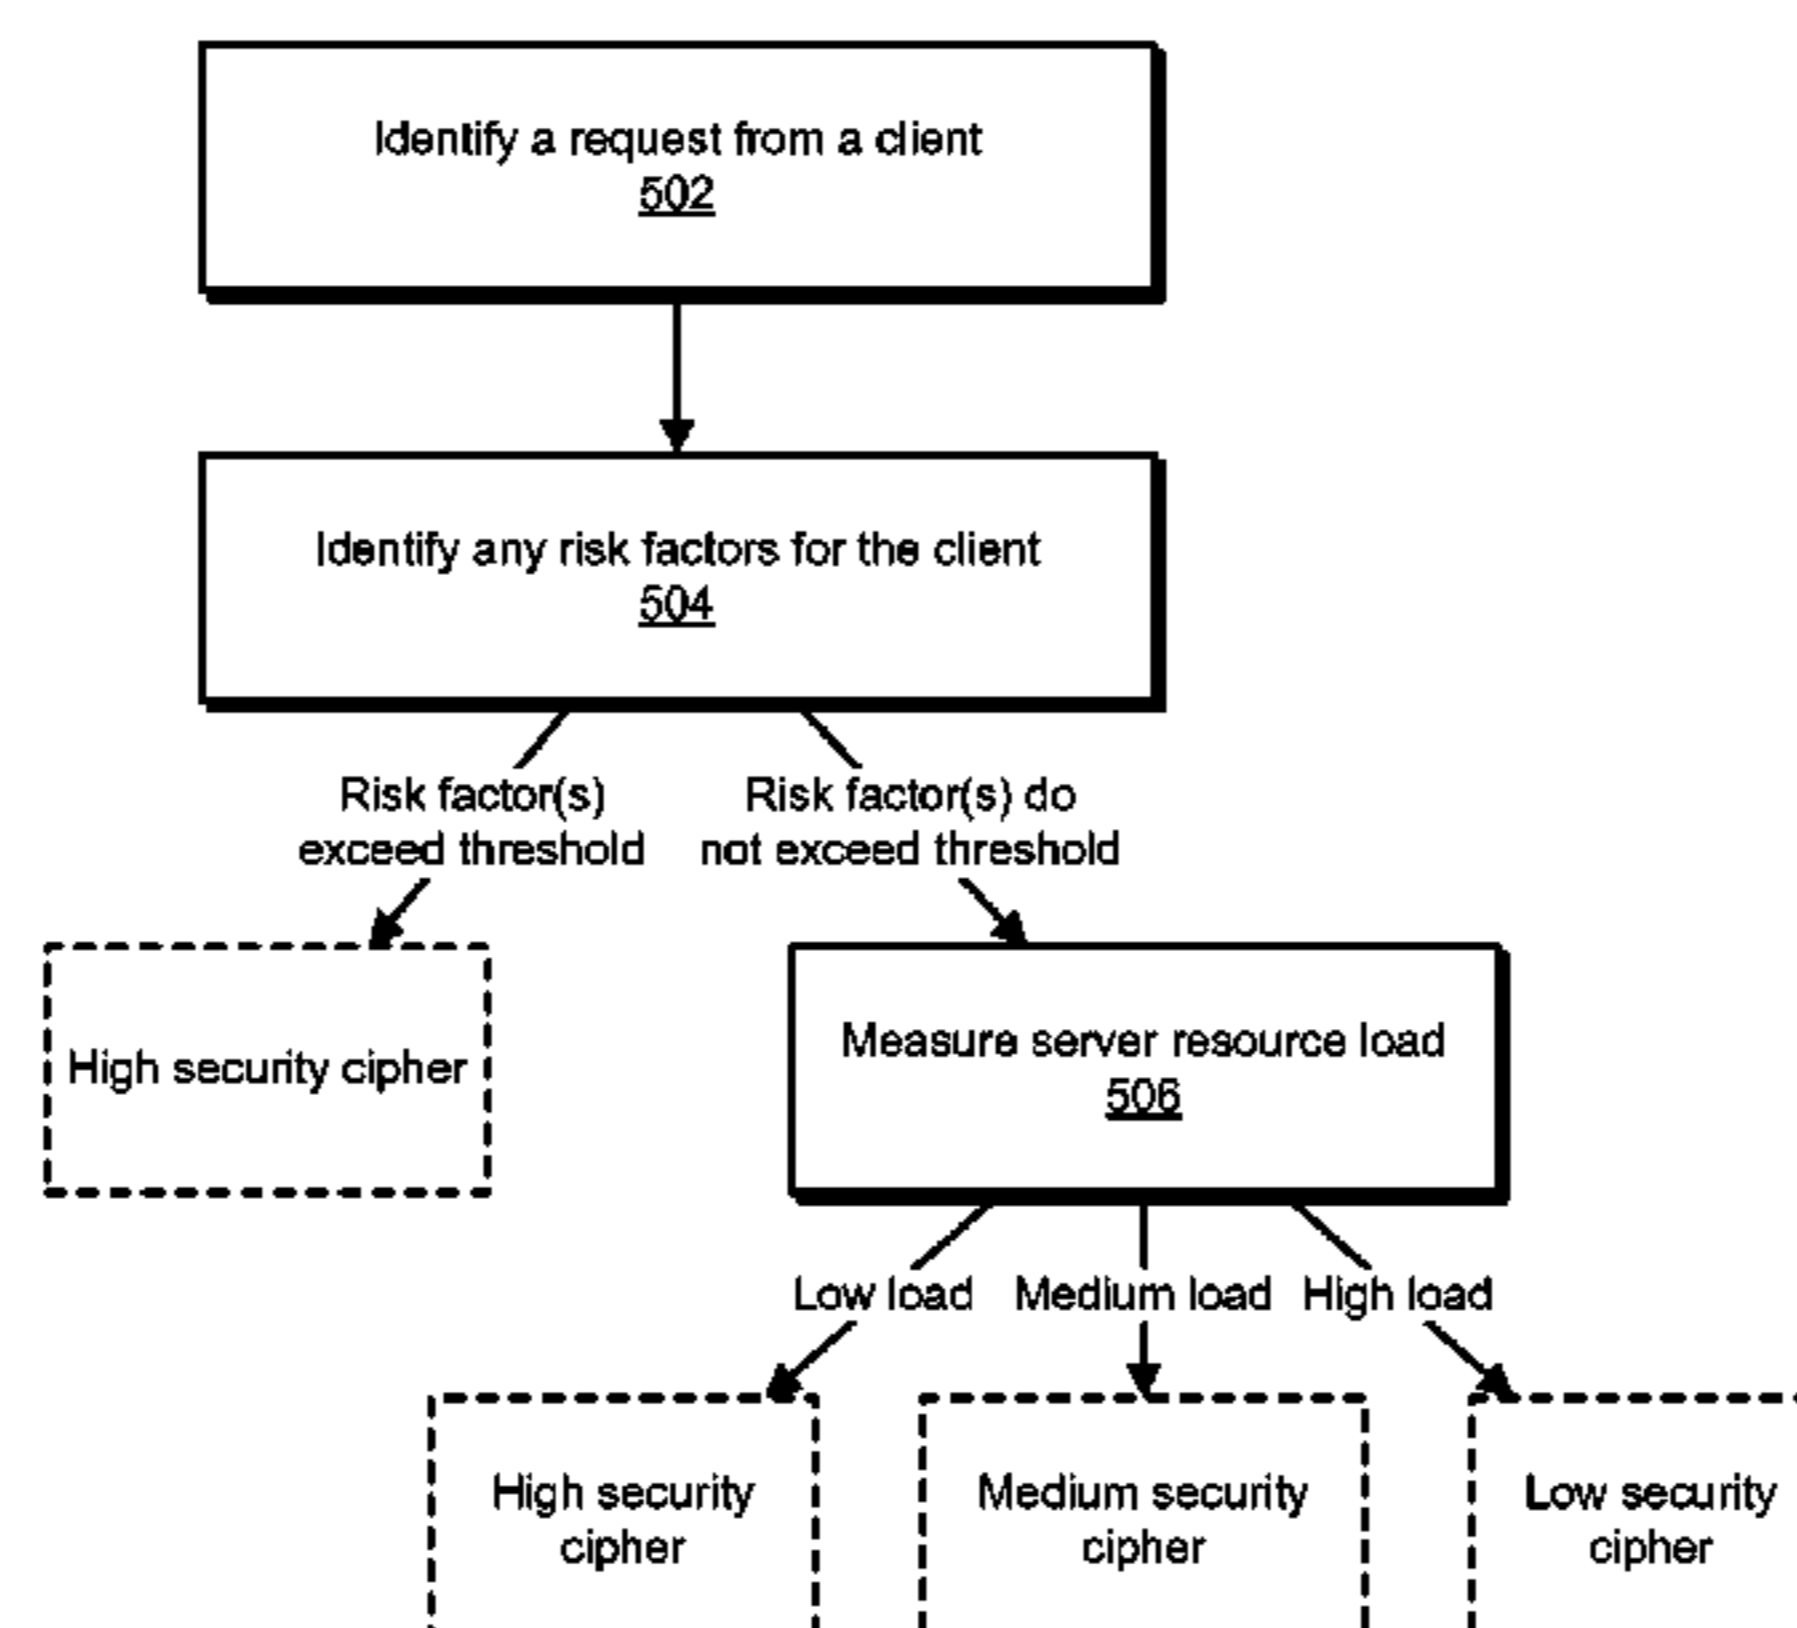 Identify a request from a client
502
Identify any risk factors for the client
504
Risk factor(s)
exceed threshold
Risk factor(s) do
not exceed threshold
High security cipher
Measure server resource load
506
Low load
Medium load
High load
High security
cipher
Medium security
cipher
Low security
cipher